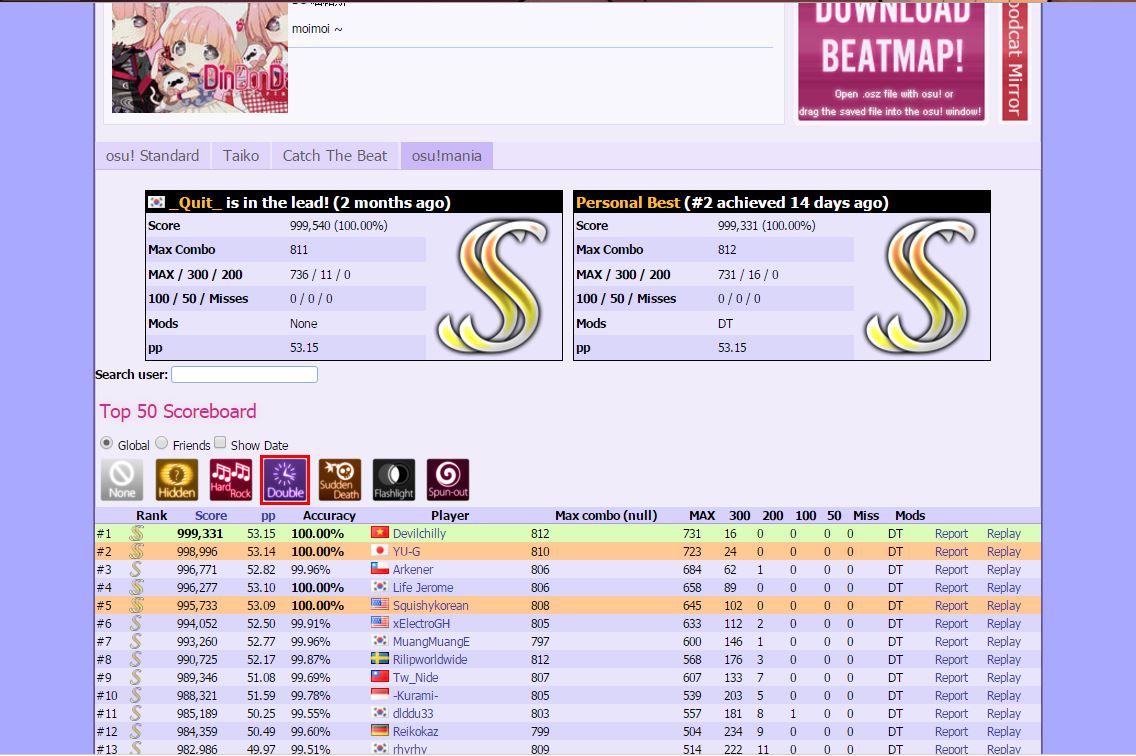 moimoi ~
DinDonDa
DOWNLOAD
BEATMAP!
Open .osz file with osu! or
drag the saved file into the osu! window!
odcat Mirror
osu! Standard Taiko Catch The Beat osu!mania
_Quit_ is in the lead! (2 months ago)
Score 999,540 (100.00%)
Max Combo 811
MAX / 300 / 200 736 / 11 / 0
100 / 50 / Misses 0 / 0 / 0
Mods None
pp 53.15
S
Personal Best (#2 achieved 14 days ago)
Score 999,331 (100.00%)
Max Combo 812
MAX / 300 / 200 731 / 16 / 0
100 / 50 / Misses 0 / 0 / 0
Mods DT
pp 53.15
S
Search user:
Top 50 Scoreboard
Global Friends Show Date
None Hidden Hard Rock Double Sudden Death Flashlight Spun-out
Rank Score pp Accuracy Player Max combo (null) MAX 300 200 100 50 Miss Mods
#1 S 999,331 53.15 100.00% Devilchilly 812 731 16 0 0 0 0 DT Report Replay
#2 S 998,996 53.14 100.00% YU-G 810 723 24 0 0 0 0 DT Report Replay
#3 S 996,771 52.82 99.96% Arkener 806 684 62 1 0 0 0 DT Report Replay
#4 S 996,277 53.10 100.00% Life Jerome 806 658 89 0 0 0 0 DT Report Replay
#5 S 995,733 53.09 100.00% Squishykorean 808 645 102 0 0 0 0 DT Report Replay
#6 S 994,052 52.50 99.91% xElectroGH 805 633 112 2 0 0 0 DT Report Replay
#7 S 993,260 52.77 99.96% MuangMuangE 797 600 146 1 0 0 0 DT Report Replay
#8 S 990,725 52.17 99.87% Rilipworldwide 812 568 176 3 0 0 0 DT Report Replay
#9 S 989,346 51.08 99.69% Tw_Nide 807 607 133 7 0 0 0 DT Report Replay
#10 S 988,321 51.59 99.78% -Kurami- 805 539 203 5 0 0 0 DT Report Replay
#11 S 985,189 50.25 99.55% dlddu33 803 557 181 8 1 0 0 DT Report Replay
#12 S 984,359 50.49 99.60% Reikokaz 799 504 234 9 0 0 0 DT Report Replay
#13 S 982,986 49.97 99.51% rhyrhy 809 514 222 11 0 0 0 DT Report Replay